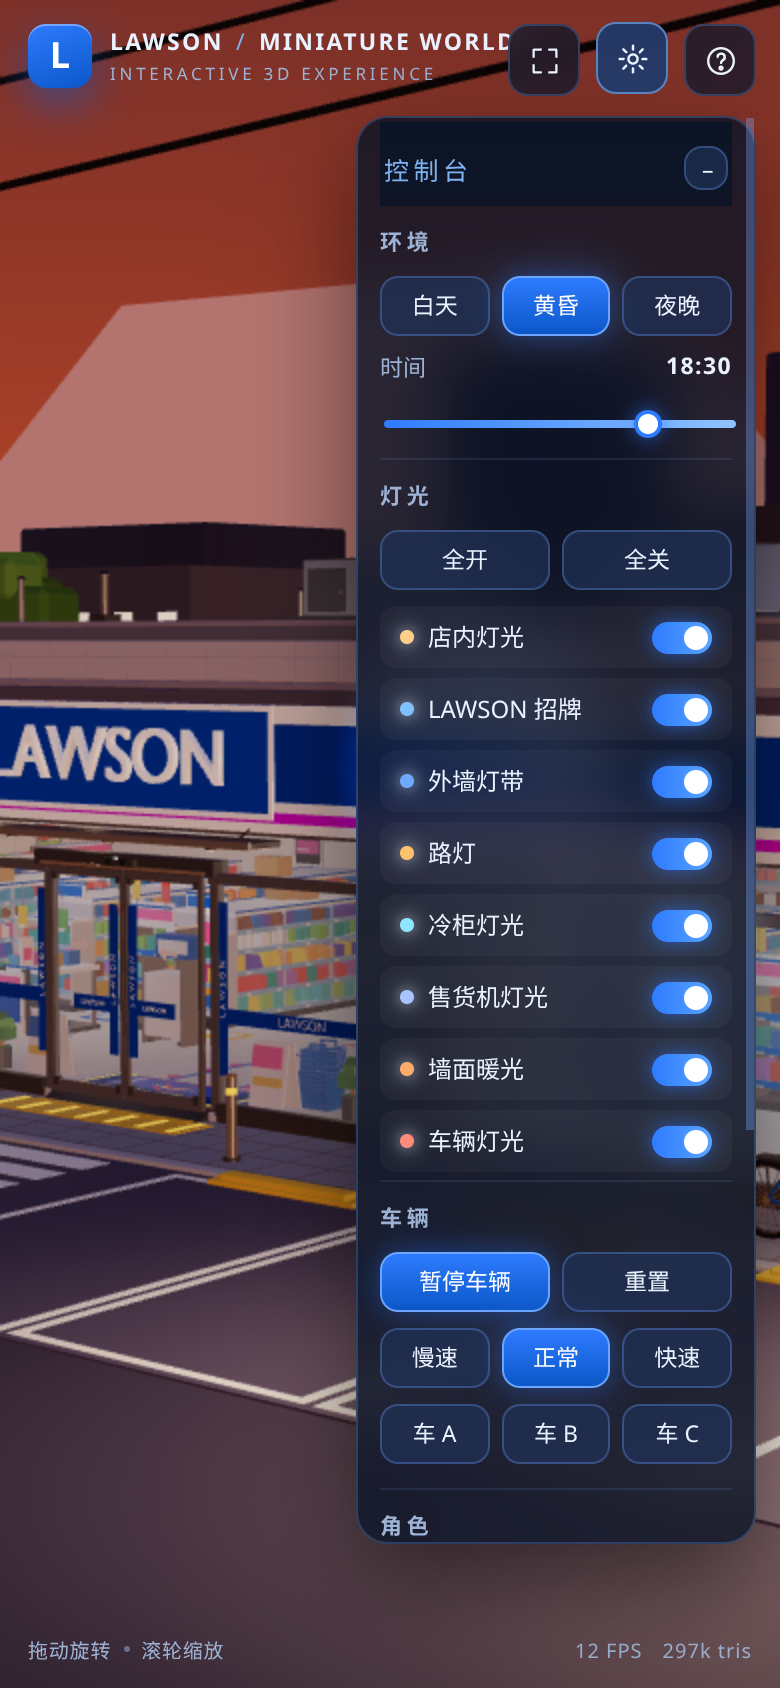 L
LAWSON / MINIATURE WORLD
INTERACTIVE 3D EXPERIENCE
控制台
环境
白天 黄昏 夜晚
时间 18:30
灯光
全开 全关
店内灯光
LAWSON 招牌
外墙灯带
路灯
冷柜灯光
售货机灯光
墙面暖光
车辆灯光
车辆
暂停车辆 重置
慢速 正常 快速
车 A 车 B 车 C
角色
AWSON
LAWSON
拖动旋转 • 滚轮缩放
12 FPS 297k tris